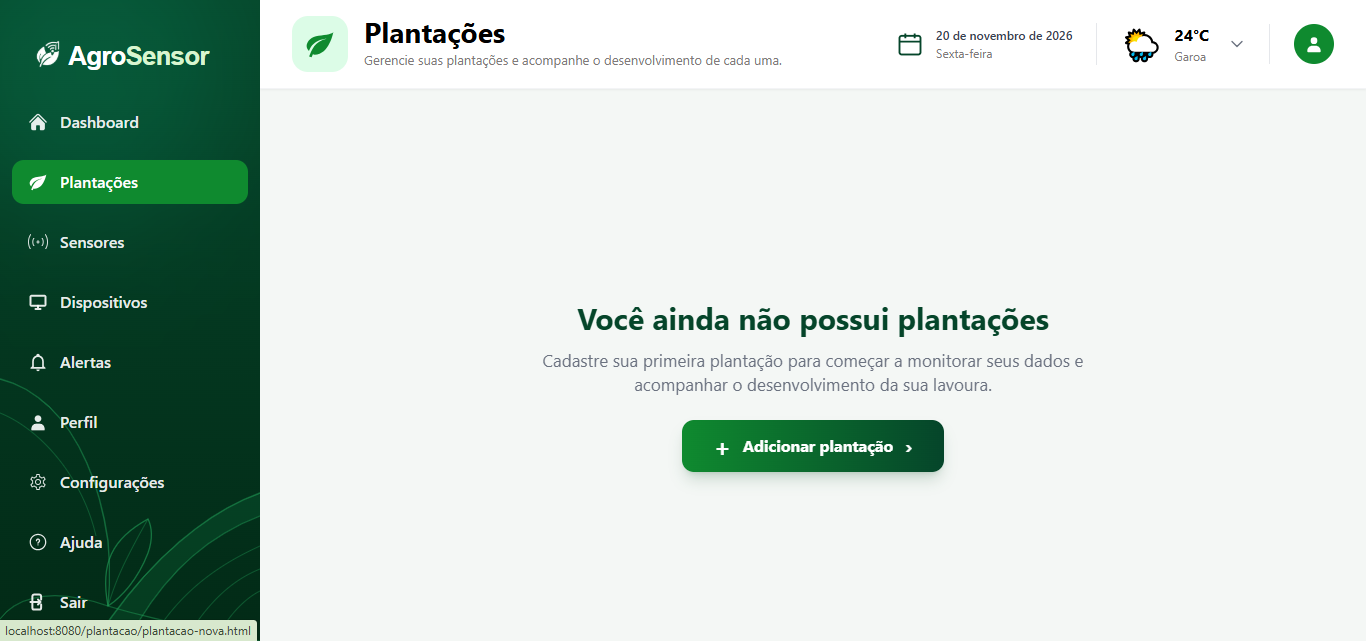 AgroSensor
Dashboard
Plantações
Sensores
Dispositivos
Alertas
Perfil
Configurações
Ajuda
Sair
localhost:8080/plantacao/plantacao-nova.html
Plantações
Gerencie suas plantações e acompanhe o desenvolvimento de cada uma.
20 de novembro de 2026
Sexta-feira
24°C
Garoa
Você ainda não possui plantações
Cadastre sua primeira plantação para começar a monitorar seus dados e
acompanhar o desenvolvimento da sua lavoura.
+ Adicionar plantação ›